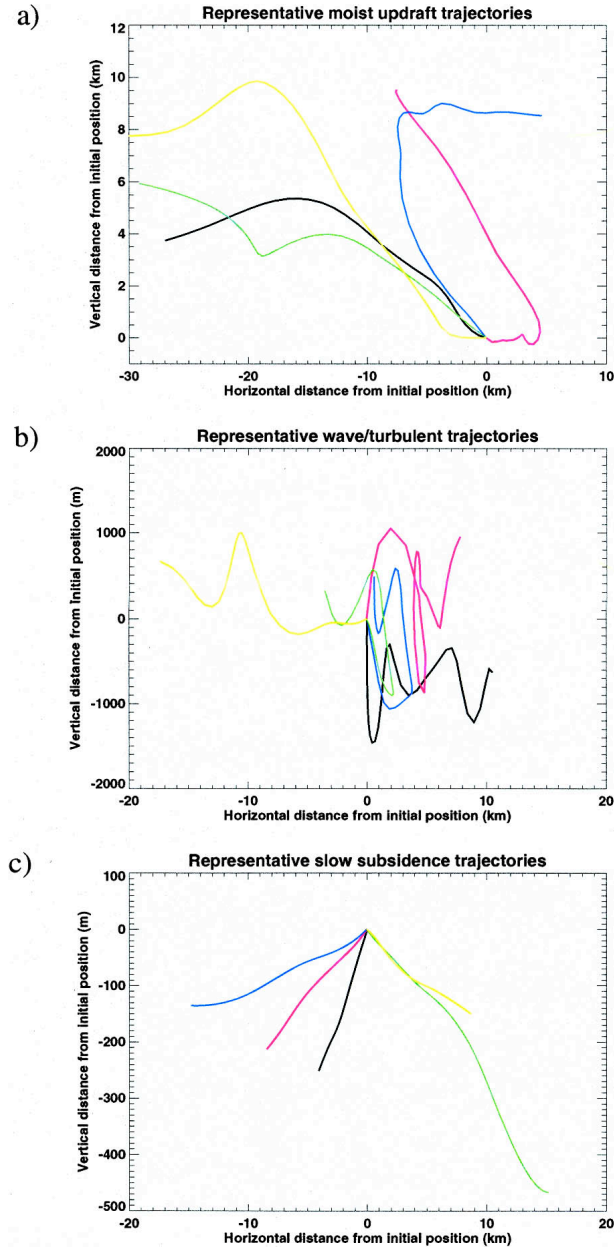 a)
Representative moist updraft trajectories
Vertical distance from initial position (km)
12
10
8
6
4
2
0
-30
-20
-10
0
10
Horizontal distance from initial position (km)
b)
Representative wave/turbulent trajectories
Vertical distance from initial position (m)
2000
1000
0
-1000
-2000
-20
-10
0
10
20
Horizontal distance from initial position (km)
c)
Representative slow subsidence trajectories
Vertical distance from initial position (m)
100
0
-100
-200
-300
-400
-500
-20
-10
0
10
20
Horizontal distance from initial position (km)